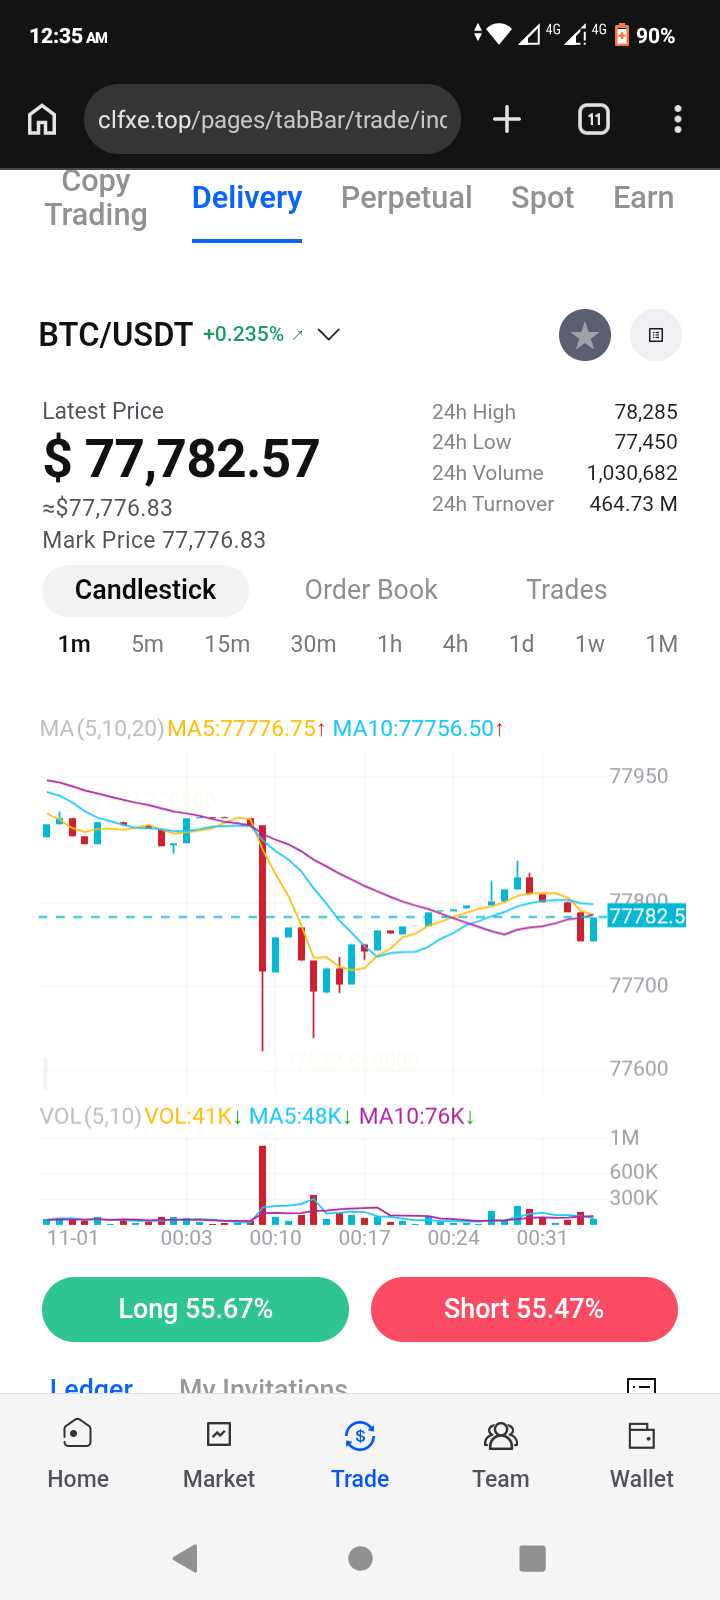 12:35 AM
4G 4G 90%
clfxe.top/pages/tabBar/trade/inc
11
Copy Trading
Delivery
Perpetual
Spot
Earn
BTC/USDT +0.235% ↗
Latest Price
$ 77,782.57
≈$77,776.83
Mark Price 77,776.83
24h High 78,285
24h Low 77,450
24h Volume 1,030,682
24h Turnover 464.73 M
Candlestick Order Book Trades
1m 5m 15m 30m 1h 4h 1d 1w 1M
MA(5,10,20) MA5:77776.75↑ MA10:77756.50↑
77950
77800
77782.5
77700
77622.810000
77600
VOL(5,10) VOL:41K↓ MA5:48K↓ MA10:76K↓
1M
600K
300K
11-01 00:03 00:10 00:17 00:24 00:31
Long 55.67% Short 55.47%
Ledger My Invitations
Home Market Trade Team Wallet